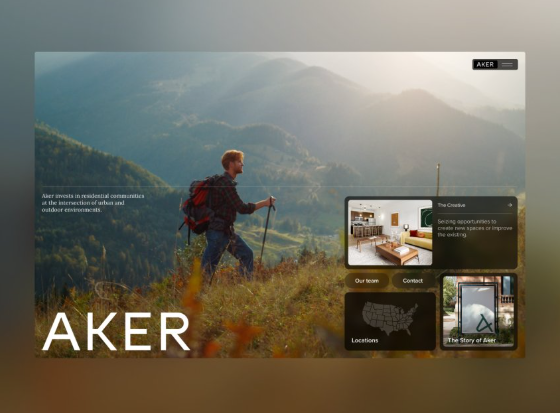 AKER
Aker invests in residential communities
at the intersection of urban and
outdoor environments.
The Creative
Seizing opportunities to
create new spaces or improve
the existing.
Our team
Contact
AKER
Locations
The Story of Aker